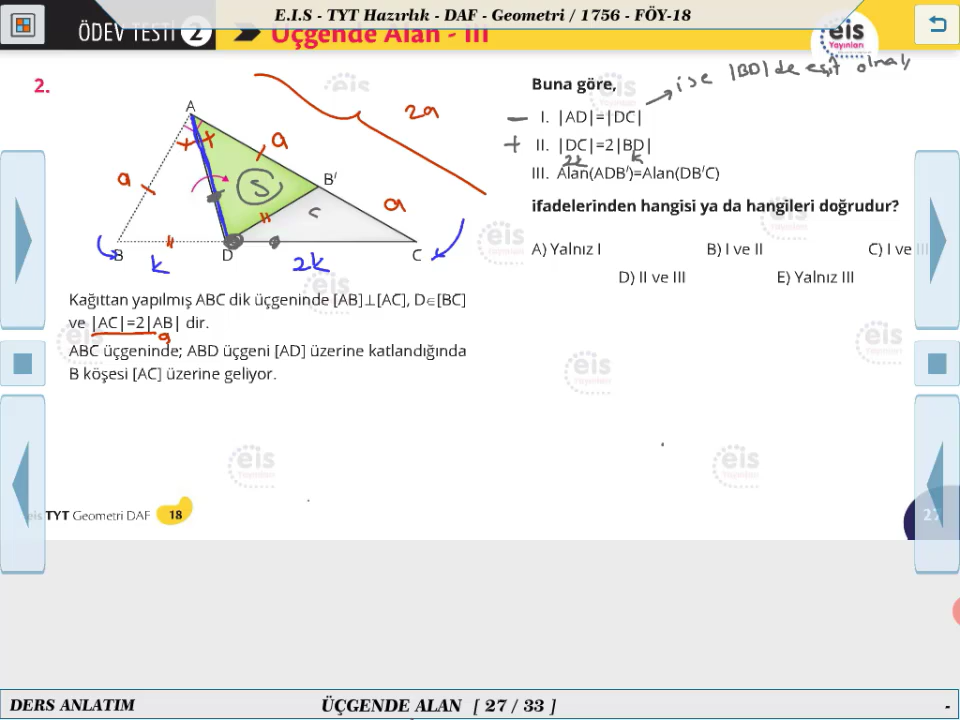 E.I.S - TYT Hazırlık - DAF - Geometri / 1756 - FÖY-18
ÖDEV TESTİ 2
Üçgende Alan - III
eis
Yayınları
2.
A
B'
B
D
C
a
a
a
2a
S
k
2k
Kağıttan yapılmış ABC dik üçgeninde [AB]⊥[AC], D∈[BC]
ve |AC|=2|AB| dir.
a
ABC üçgeninde; ABD üçgeni [AD] üzerine katlandığında
B köşesi [AC] üzerine geliyor.
Buna göre,
ise |BD| de eşit olmalı
I. |AD|=|DC|
II. |DC|=2|BD|
2k k
III. Alan(ADB')=Alan(DB'C)
ifadelerinden hangisi ya da hangileri doğrudur?
A) Yalnız I B) I ve II C) I ve III
D) II ve III E) Yalnız III
eis TYT Geometri DAF 18
27
DERS ANLATIM
ÜÇGENDE ALAN [ 27 / 33 ]
-